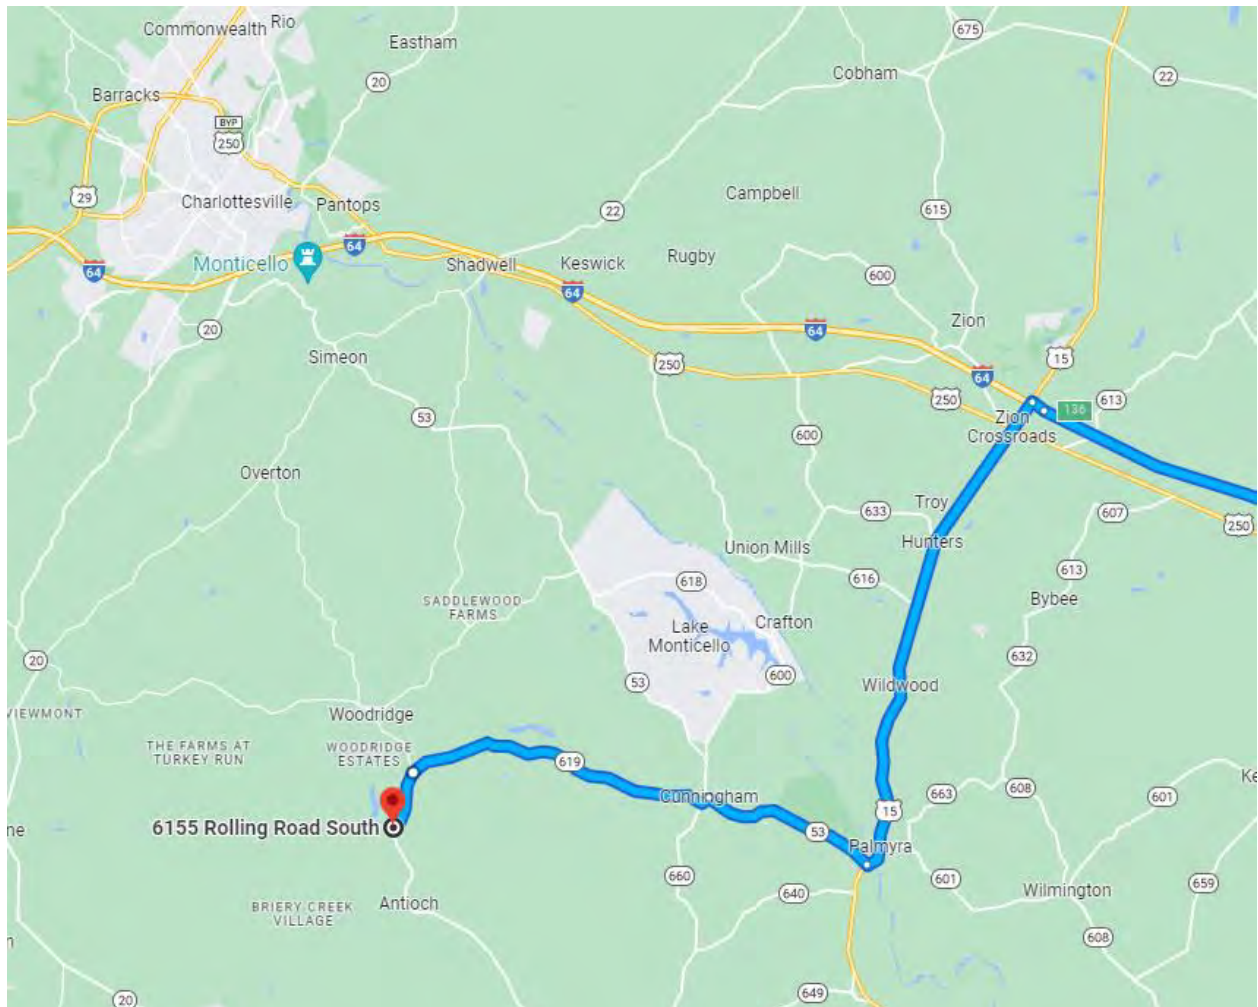 Commonwealth
Rio
Eastham
675
20
Cobham
22
Barracks
BYP
250
29
Charlottesville
Pantops
Campbell
22
615
64
64
Monticello
Shadwell
Keswick
Rugby
600
64
64
Zion
20
Simeon
250
64
15
250
613
136
Zion
Crossroads
53
600
Overton
Troy
633
607
250
Hunters
Union Mills
616
613
618
SADDLEWOOD
FARMS
Bybee
Lake
Monticello
Crafton
20
632
600
53
Wildwood
VIEWMONT
Woodridge
THE FARMS AT
TURKEY RUN
WOODRIDGE
ESTATES
619
608
Ke
663
601
Cunningham
15
6155 Rolling Road South
53
ne
Palmyra
660
640
601
Wilmington
659
BRIERY CREEK
VILLAGE
Antioch
608
n
649
20